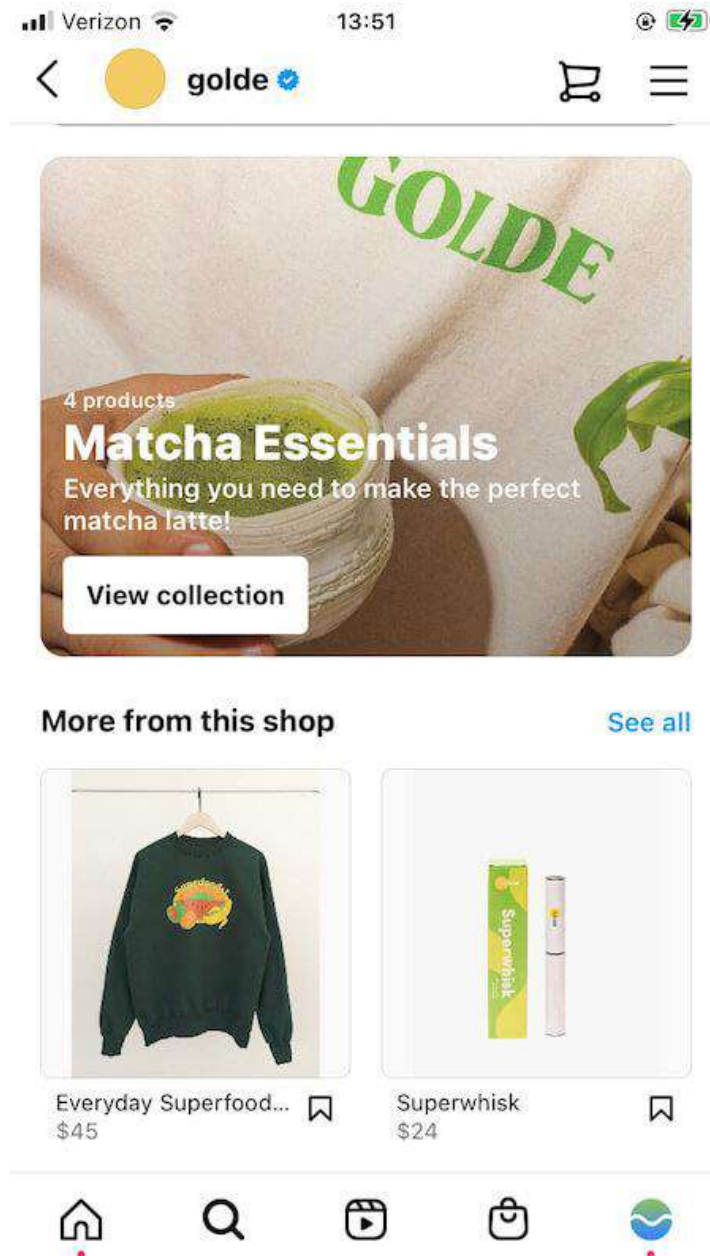 Verizon 13:51
golde
GOLDE
4 products
Matcha Essentials
Everything you need to make the perfect
matcha latte!
View collection
More from this shop See all
Superfoods
Superwhisk
Everyday Superfood... Superwhisk
$45 $24